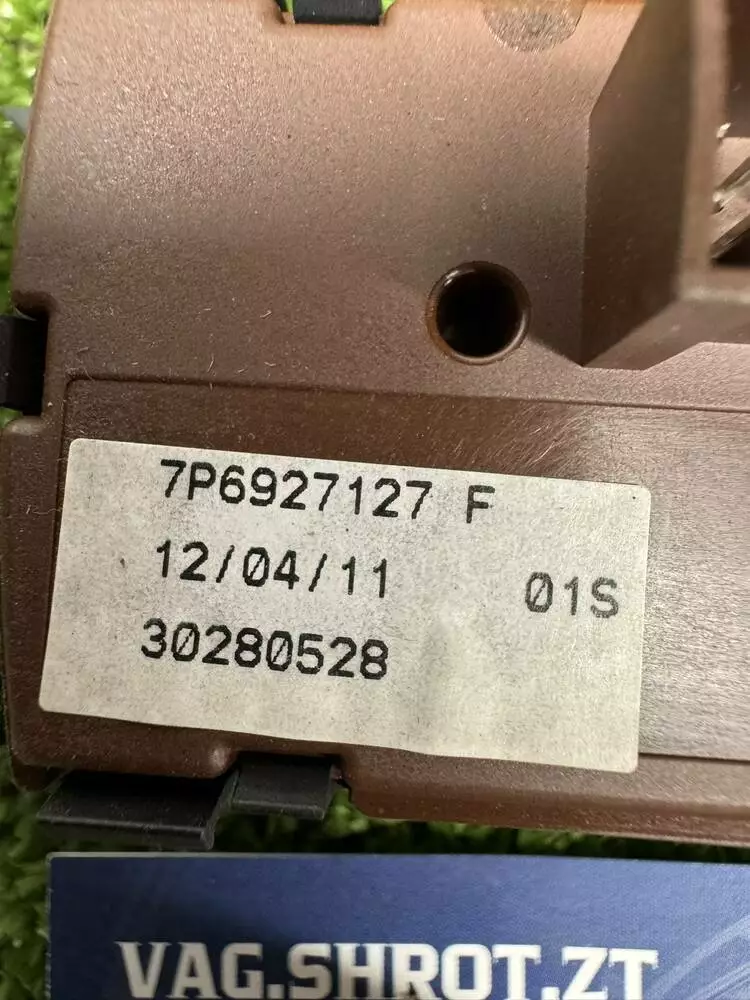 7P6927127 F
12/04/11 01S
30280528
VAG.SHROT.ZT